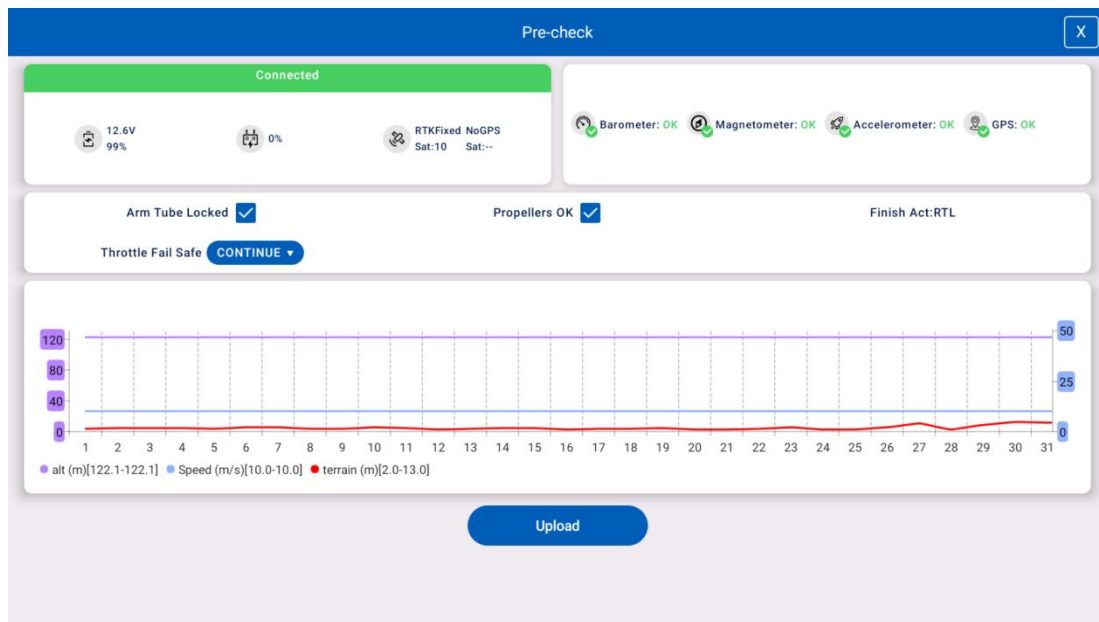 Pre-check
X
Connected
12.6V
99%
0%
RTKFixed NoGPS
Sat:10 Sat:--
Barometer: OK Magnetometer: OK Accelerometer: OK GPS: OK
Arm Tube Locked Propellers OK Finish Act:RTL
Throttle Fail Safe CONTINUE
120
80
40
0
50
25
0
1 2 3 4 5 6 7 8 9 10 11 12 13 14 15 16 17 18 19 20 21 22 23 24 25 26 27 28 29 30 31
alt (m)[122.1-122.1] Speed (m/s)[10.0-10.0] terrain (m)[2.0-13.0]
Upload